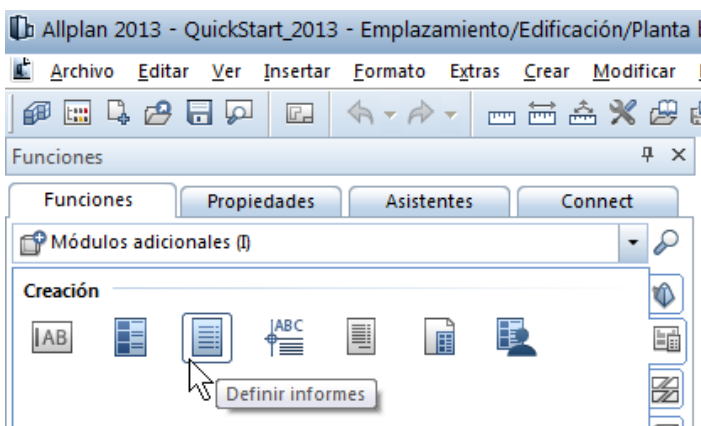 Allplan 2013 - QuickStart_2013 - Emplazamiento/Edificación/Planta
Archivo Editar Ver Insertar Formato Extras Crear Modificar
Funciones
Funciones Propiedades Asistentes Connect
Módulos adicionales (I)
Creación
AB ABC
Definir informes